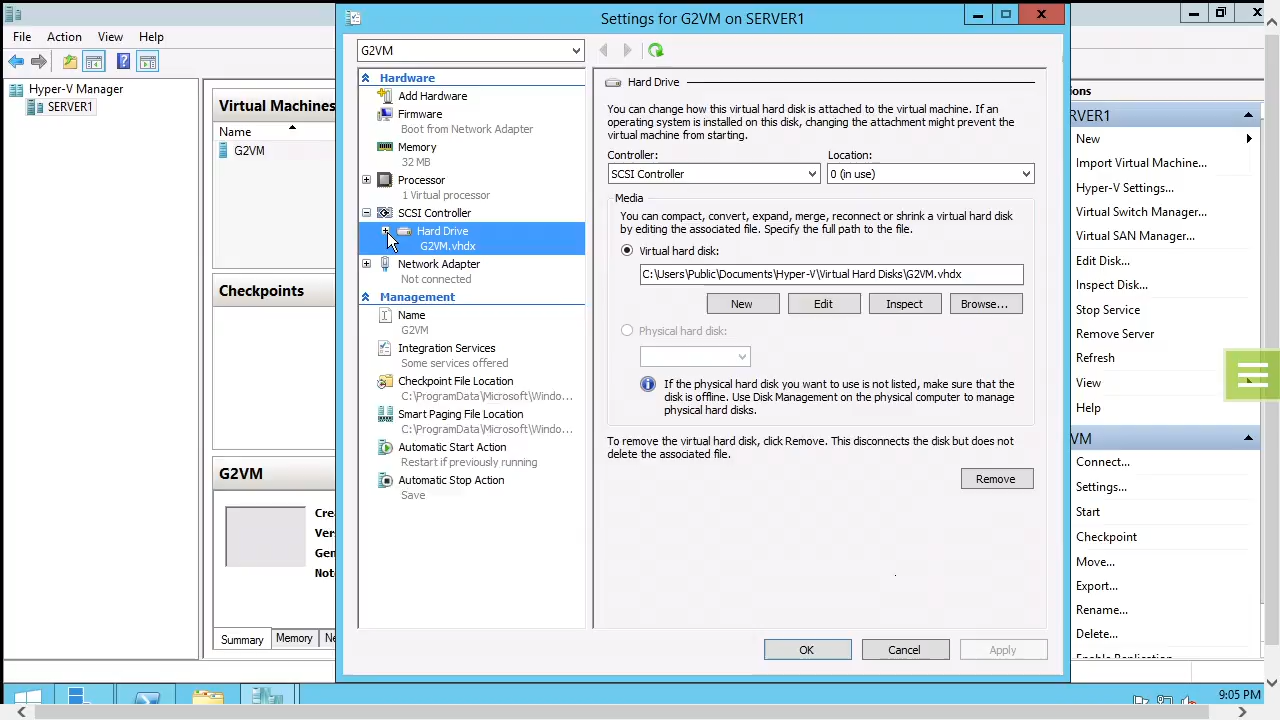 Settings for G2VM on SERVER1
File Action View Help
Hyper-V Manager
SERVER1
Virtual Machines
Name
G2VM
Checkpoints
G2VM
Summary Memory
G2VM
Hardware
Add Hardware
Firmware
Boot from Network Adapter
Memory
32 MB
Processor
1 Virtual processor
SCSI Controller
Hard Drive
G2VM.vhdx
Network Adapter
Not connected
Management
Name
G2VM
Integration Services
Some services offered
Checkpoint File Location
C:\ProgramData\Microsoft\Windo...
Smart Paging File Location
C:\ProgramData\Microsoft\Windo...
Automatic Start Action
Restart if previously running
Automatic Stop Action
Save
Hard Drive
You can change how this virtual hard disk is attached to the virtual machine. If an
operating system is installed on this disk, changing the attachment might prevent the
virtual machine from starting.
Controller: Location:
SCSI Controller 0 (in use)
Media
You can compact, convert, expand, merge, reconnect or shrink a virtual hard disk
by editing the associated file. Specify the full path to the file.
Virtual hard disk:
C:\Users\Public\Documents\Hyper-V\Virtual Hard Disks\G2VM.vhdx
New Edit Inspect Browse...
Physical hard disk:
If the physical hard disk you want to use is not listed, make sure that the
disk is offline. Use Disk Management on the physical computer to manage
physical hard disks.
To remove the virtual hard disk, click Remove. This disconnects the disk but does not
delete the associated file.
Remove
OK Cancel Apply
New
Import Virtual Machine...
Hyper-V Settings...
Virtual Switch Manager...
Virtual SAN Manager...
Edit Disk...
Inspect Disk...
Stop Service
Remove Server
Refresh
View
Help
Connect...
Settings...
Start
Checkpoint
Move...
Export...
Rename...
Delete...
9:05 PM